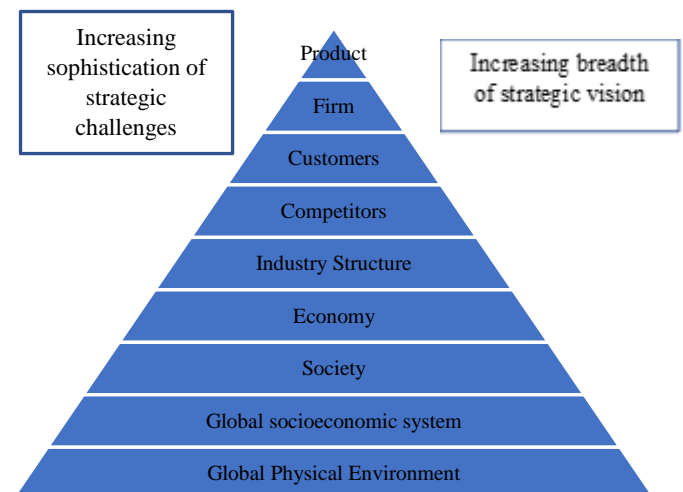 Increasing
sophistication of
strategic
challenges
Increasing breadth
of strategic vision
Product
Firm
Customers
Competitors
Industry Structure
Economy
Society
Global socioeconomic system
Global Physical Environment